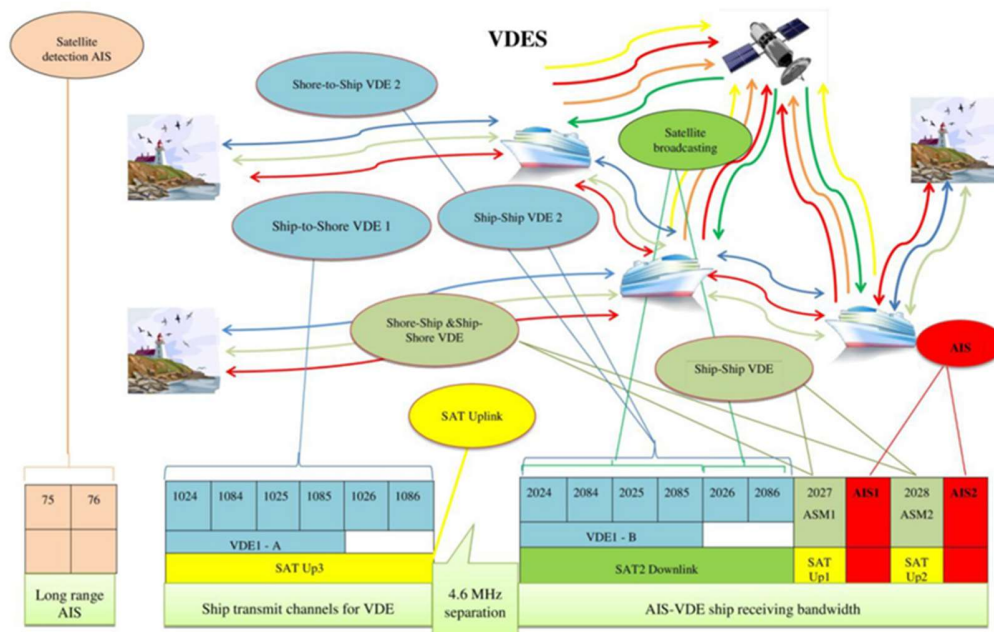 VDES
Satellite
detection AIS
Shore-to-Ship VDE 2
Satellite
broadcasting
Ship-to-Shore VDE 1
Ship-Ship VDE 2
Shore-Ship &Ship-
Shore VDE
Ship-Ship VDE
AIS
SAT Uplink
75 76
1024 1084 1025 1085 1026 1086
2024 2084 2025 2085 2026 2086 2027 AIS1 2028 AIS2
ASM1 ASM2
VDE1 - A
VDE1 - B
SAT Up3
SAT2 Downlink
SAT
Up1
SAT
Up2
Long range
AIS
Ship transmit channels for VDE
4.6 MHz
separation
AIS-VDE ship receiving bandwidth